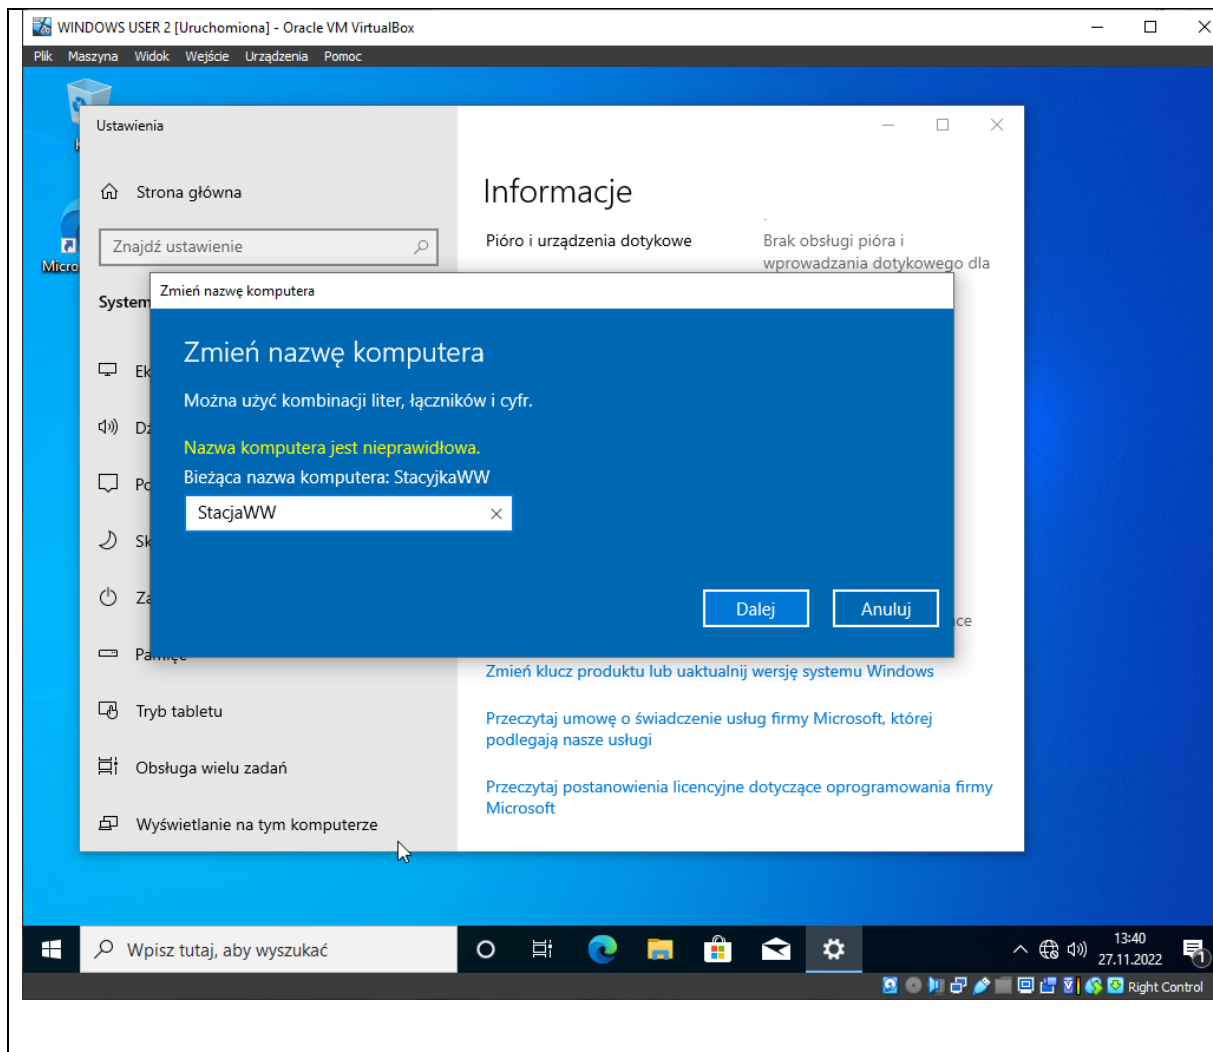 WINDOWS USER 2 [Uruchomiona] - Oracle VM VirtualBox
Plik Maszyna Widok Wejście Urządzenia Pomoc
Ustawienia
Strona główna
Znajdź ustawienie
System
Informacje
Pióro i urządzenia dotykowe
Brak obsługi pióra i
wprowadzania dotykowego dla
Zmień nazwę komputera
Zmień nazwę komputera
Można użyć kombinacji liter, łączników i cyfr.
Nazwa komputera jest nieprawidłowa.
Bieżąca nazwa komputera: StacyjkaWW
StacjaWW
Dalej
Anuluj
Pamięć
Tryb tabletu
Obsługa wielu zadań
Wyświetlanie na tym komputerze
Zmień klucz produktu lub uaktualnij wersję systemu Windows
Przeczytaj umowę o świadczenie usług firmy Microsoft, której
podlegają nasze usługi
Przeczytaj postanowienia licencyjne dotyczące oprogramowania firmy
Microsoft
Wpisz tutaj, aby wyszukać
13:40
27.11.2022
1
Right Control